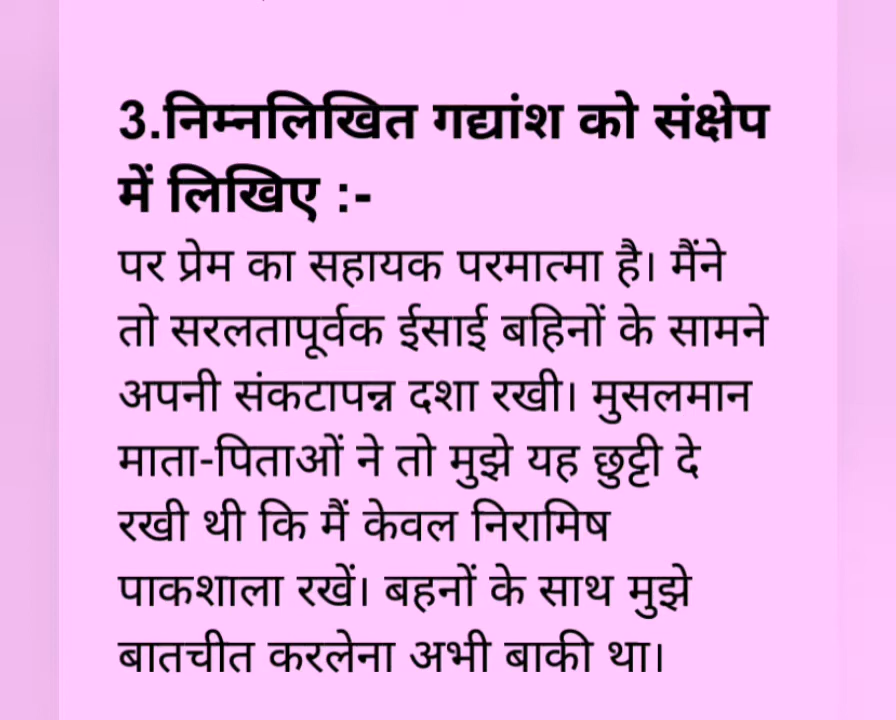 3.निम्नलिखित गद्यांश को संक्षेप
में लिखिए :-
पर प्रेम का सहायक परमात्मा है। मैंने
तो सरलतापूर्वक ईसाई बहिनों के सामने
अपनी संकटापन्न दशा रखी। मुसलमान
माता-पिताओं ने तो मुझे यह छुट्टी दे
रखी थी कि मैं केवल निरामिष
पाकशाला रखें। बहनों के साथ मुझे
बातचीत करलेना अभी बाकी था।